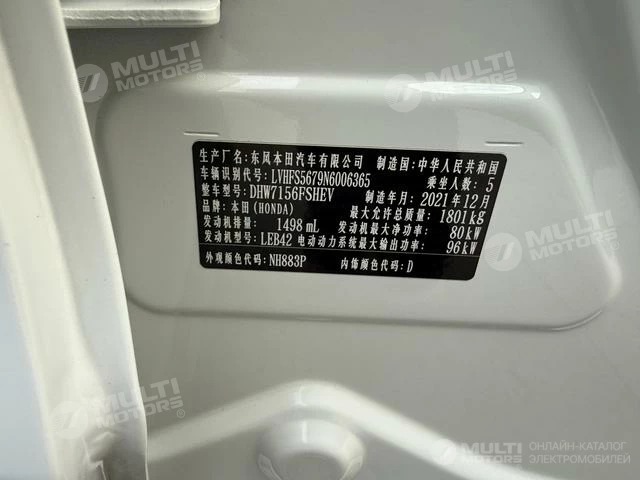 MULTI MOTORS
MULTI MOTORS
生产厂名:东风本田汽车有限公司 制造国:中华人民共和国
车辆识别代号:LVHFS5679N6006365 乘坐人数: 5
整车型号:DHW7156FSHEV 制造年月:2021年12月
品牌:本田(HONDA) 最大允许总质量:1801kg
发动机排量: 1498 mL 发动机最大净功率: 80kW
发动机型号:LEB42 电动动力系统最大输出功率: 96kW
外观颜色代码:NH883P 内饰颜色代码:D
MULTI MOTORS
MULTI MOTORS
MULTI MOTORS
ОНЛАЙН-КАТАЛОГ
ЭЛЕКТРОМОБИЛЕЙ